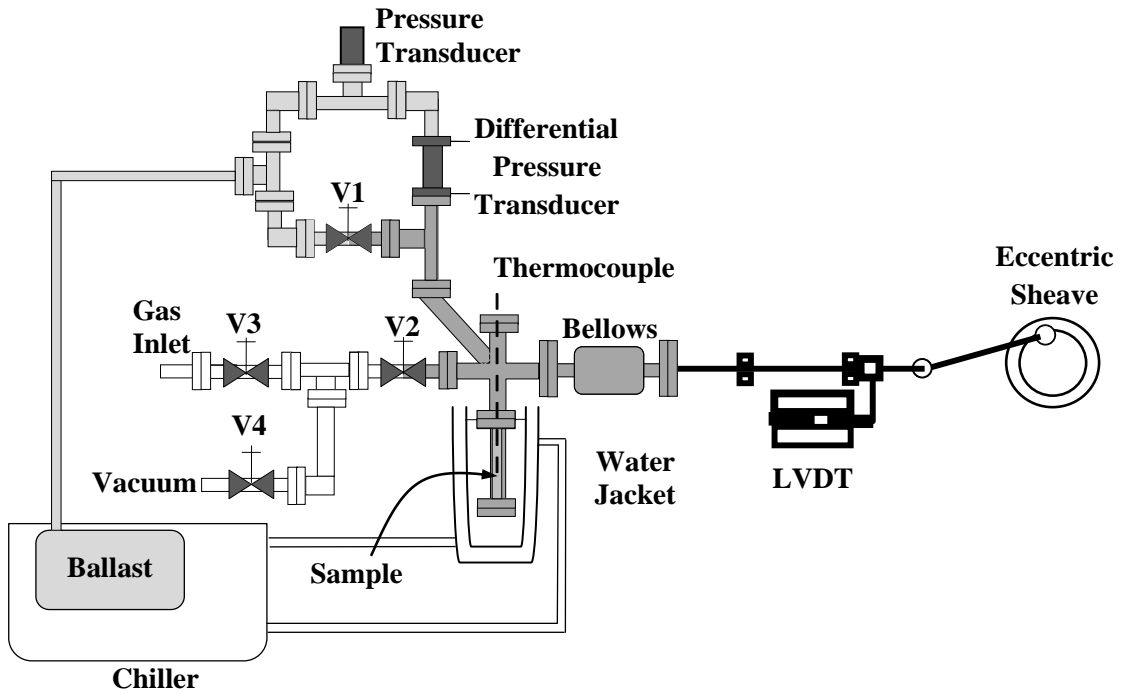 Pressure
Transducer
Differential
Pressure
Transducer
V1
Thermocouple
Eccentric
Sheave
Gas
Inlet
V3
V2
Bellows
V4
Vacuum
Water
Jacket
LVDT
Ballast
Sample
Chiller